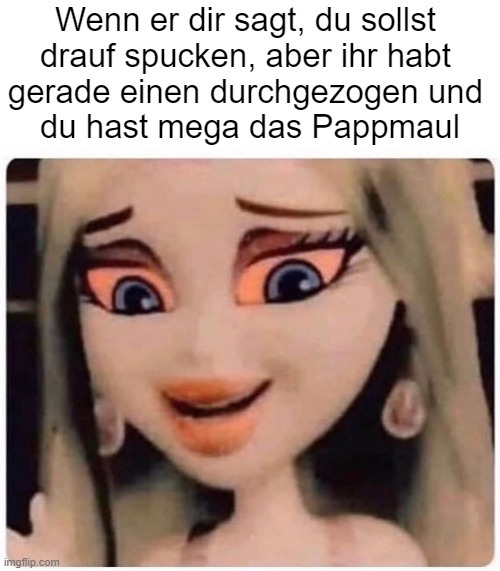 Wenn er dir sagt, du sollst
drauf spucken, aber ihr habt
gerade einen durchgezogen und
du hast mega das Pappmaul
imgflip.com